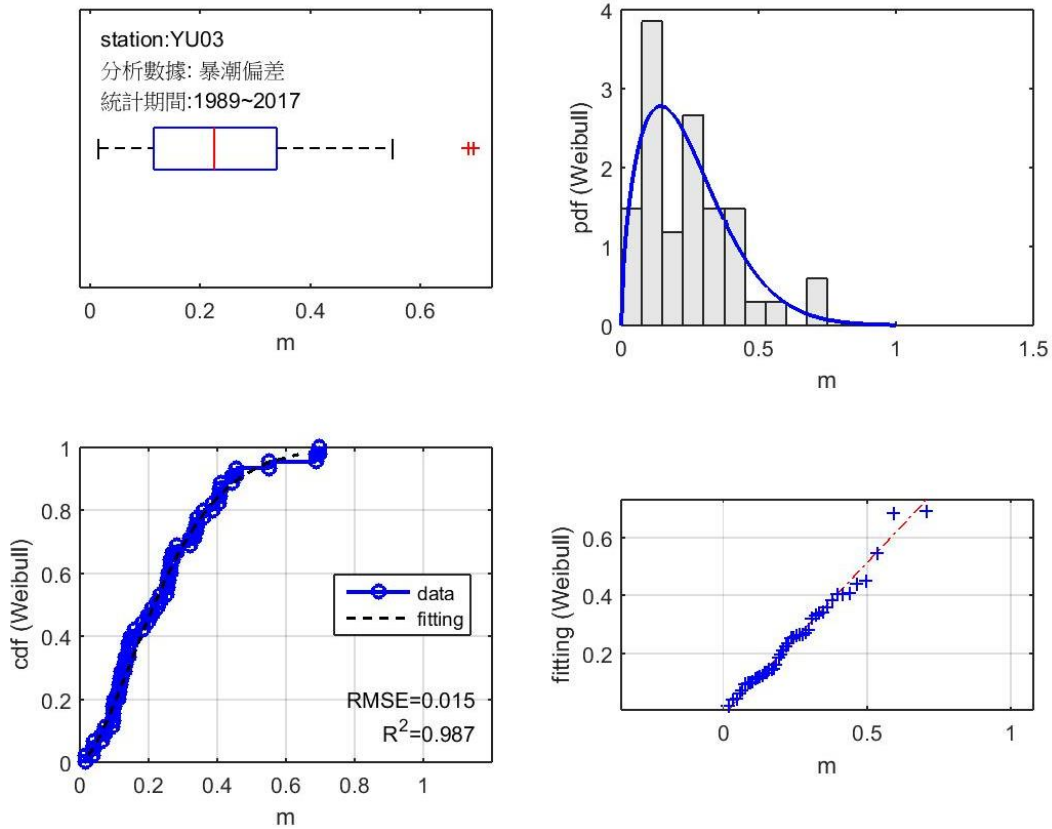 station:YU03
分析數據: 暴潮偏差
統計期間:1989~2017
0
0.2
0.4
0.6
m
4
3
2
1
0
pdf (Weibull)
0
0.5
1
1.5
m
1
0.8
0.6
0.4
0.2
0
cdf (Weibull)
data
fitting
RMSE=0.015
R²=0.987
0
0.2
0.4
0.6
0.8
1
m
0.6
0.4
0.2
fitting (Weibull)
0
0.5
1
m